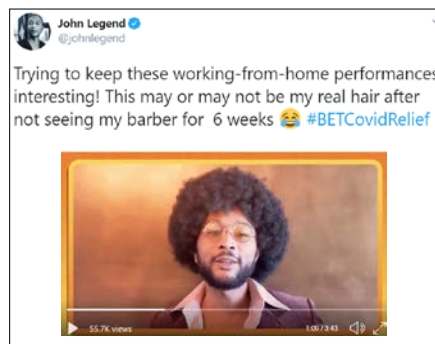 John Legend
@johnlegend
Trying to keep these working-from-home performances
interesting! This may or may not be my real hair after
not seeing my barber for 6 weeks 😂 #BETCovidRelief
55.7K views
1:09/3:43